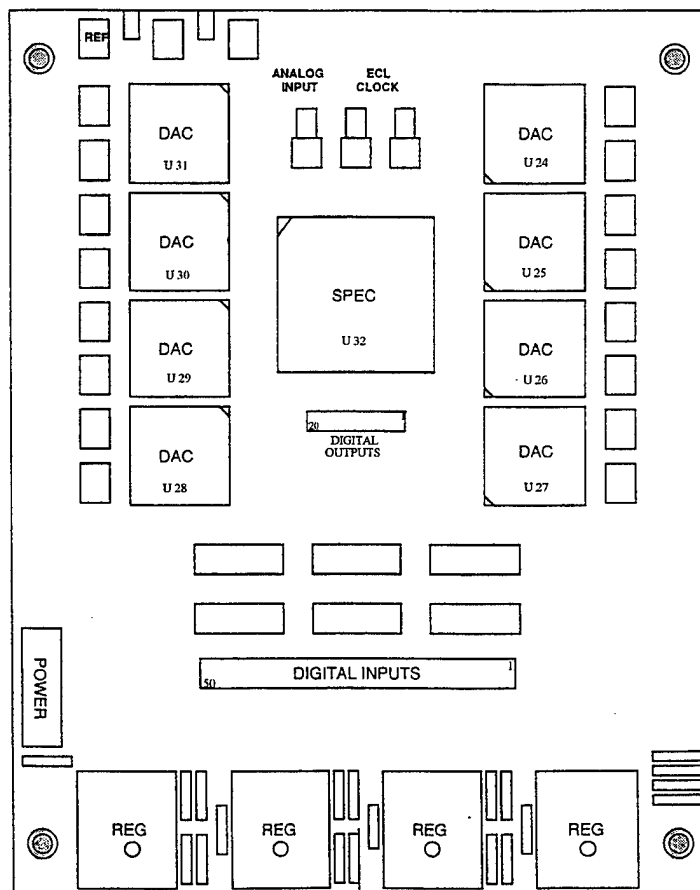 REF
ANALOG INPUT
ECL CLOCK
DAC
U 31
DAC
U 24
DAC
U 30
DAC
U 25
SPEC
U 32
DAC
U 29
DAC
U 26
20 1
DIGITAL
OUTPUTS
DAC
U 28
DAC
U 27
POWER
50 DIGITAL INPUTS 1
REG
REG
REG
REG